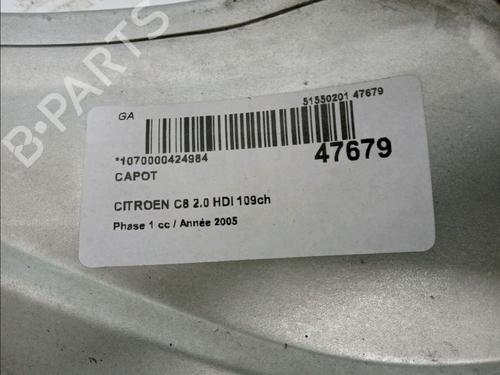 B-PARTS
GA
51550201 47679
*1070000424984
47679
CAPOT
CITROEN C8 2.0 HDI 109ch
Phase 1 cc / Année 2005